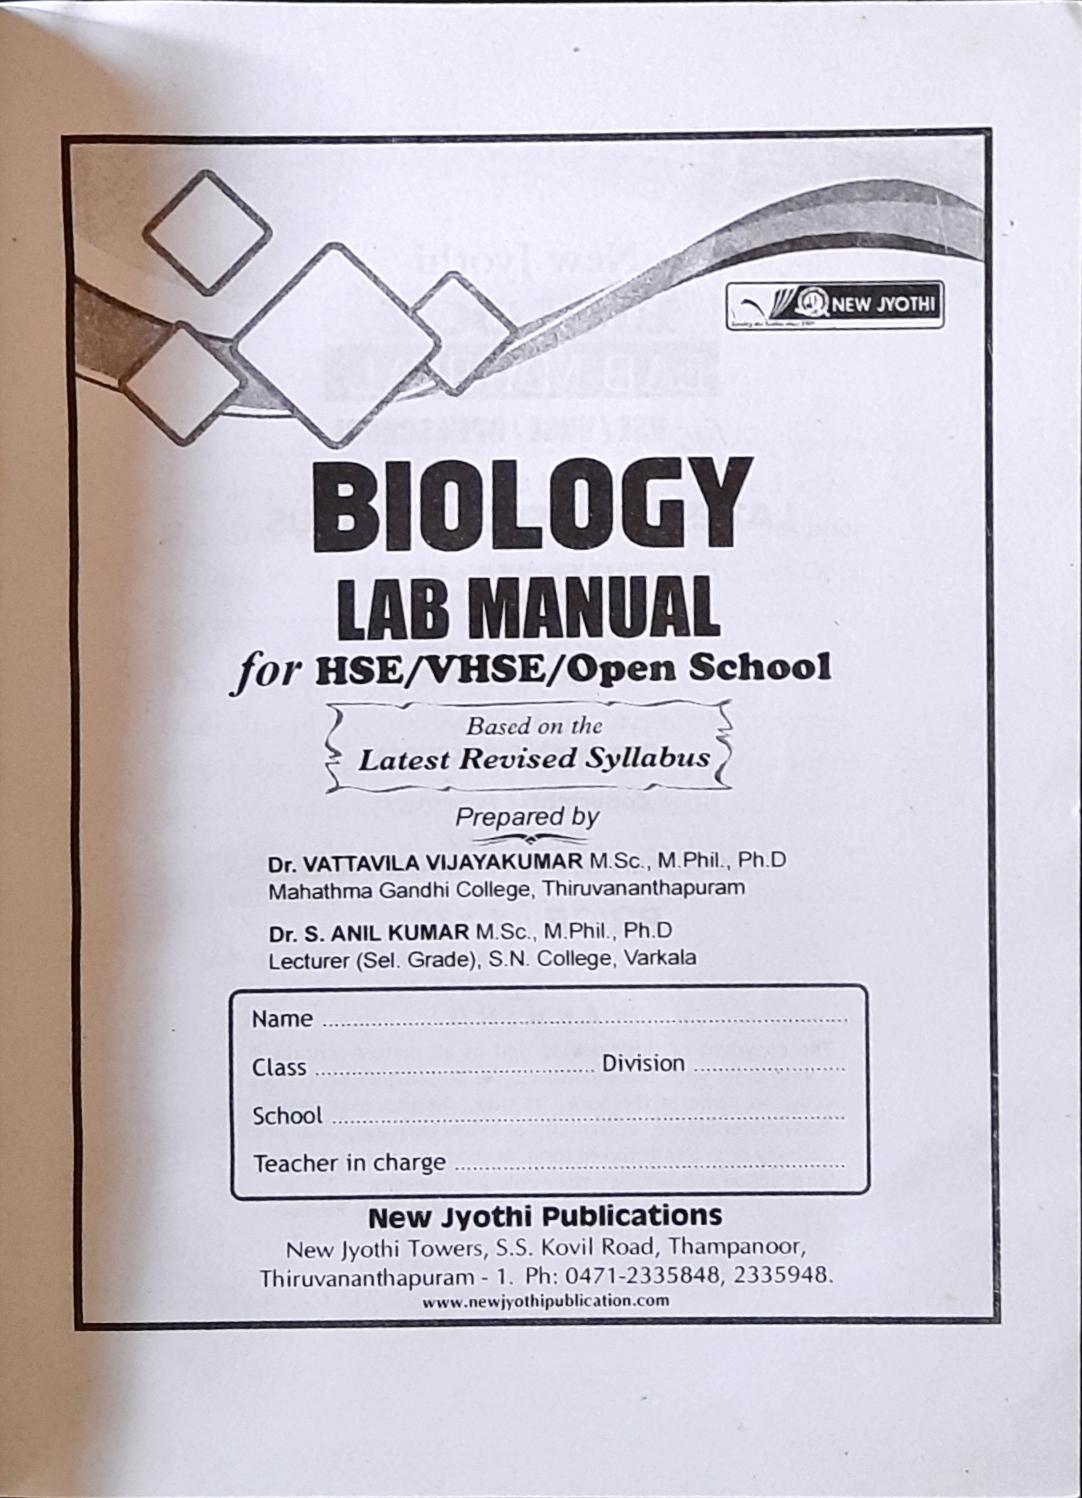 NEW JYOTHI
BIOLOGY
LAB MANUAL
for HSE/VHSE/Open School
Based on the
Latest Revised Syllabus
Prepared by
Dr. VATTAVILA VIJAYAKUMAR M.Sc., M.Phil., Ph.D
Mahathma Gandhi College, Thiruvananthapuram
Dr. S. ANIL KUMAR M.Sc., M.Phil., Ph.D
Lecturer (Sel. Grade), S.N. College, Varkala
Name ........................................................
Class ........................................ Division ......................
School ........................................................
Teacher in charge ........................................................
New Jyothi Publications
New Jyothi Towers, S.S. Kovil Road, Thampanoor,
Thiruvananthapuram - 1. Ph: 0471-2335848, 2335948.
www.newjyothipublication.com